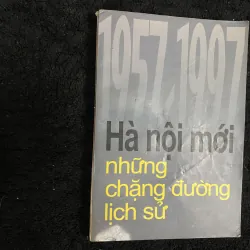 1957-1997
Hà nội mới
những
chặng đường
lịch sử